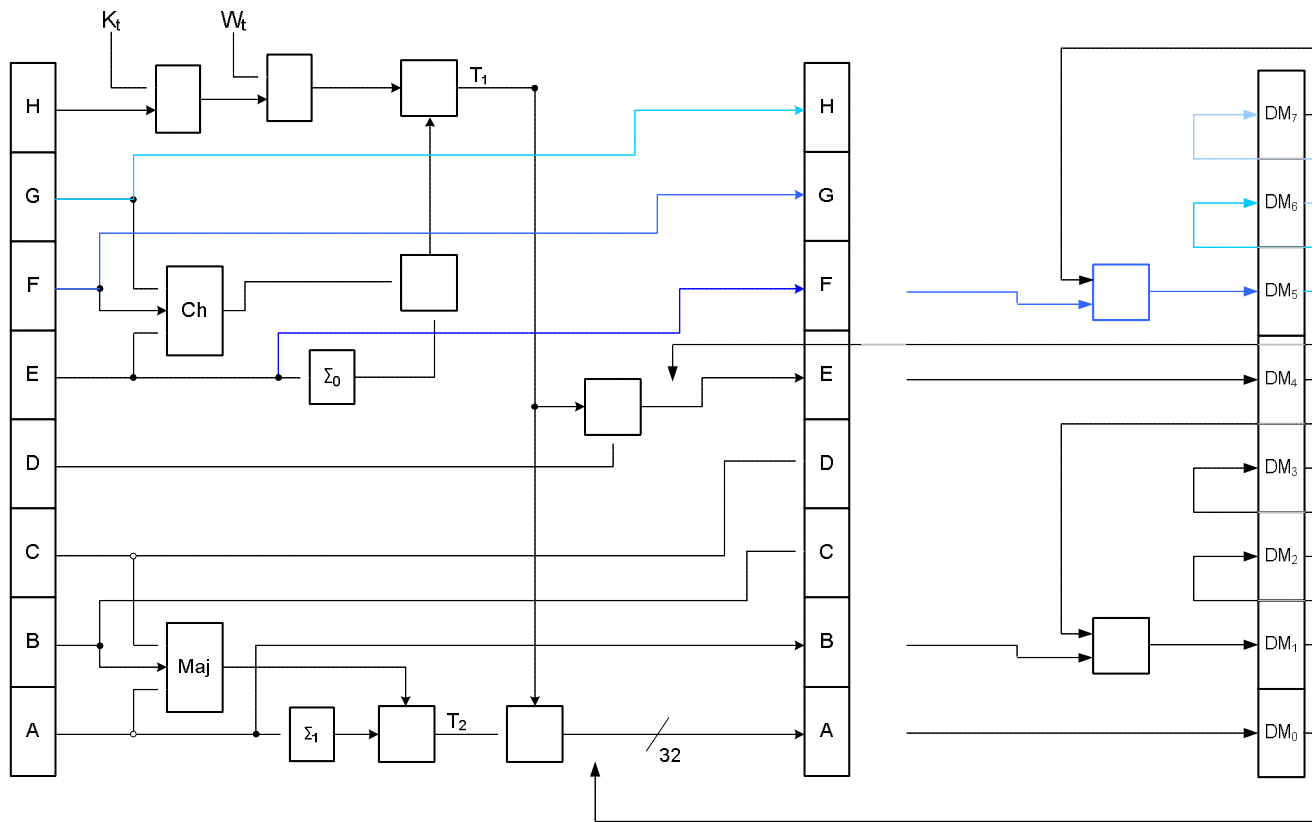 Kt Wt
T1
H H DM7
G G DM6
F Ch F DM5
E Σ0 E DM4
D D DM3
C C DM2
B Maj B DM1
A Σ1 T2 32 A DM0